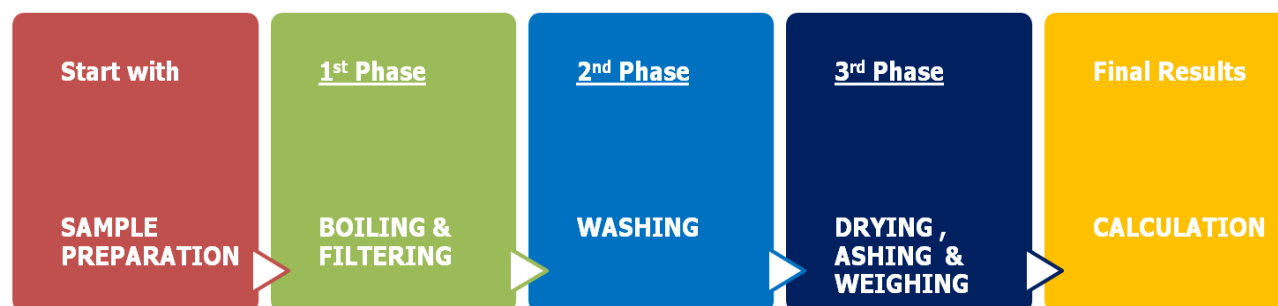 Start with
SAMPLE
PREPARATION
1st Phase
BOILING &
FILTERING
2nd Phase
WASHING
3rd Phase
DRYING ,
ASHING &
WEIGHING
Final Results
CALCULATION